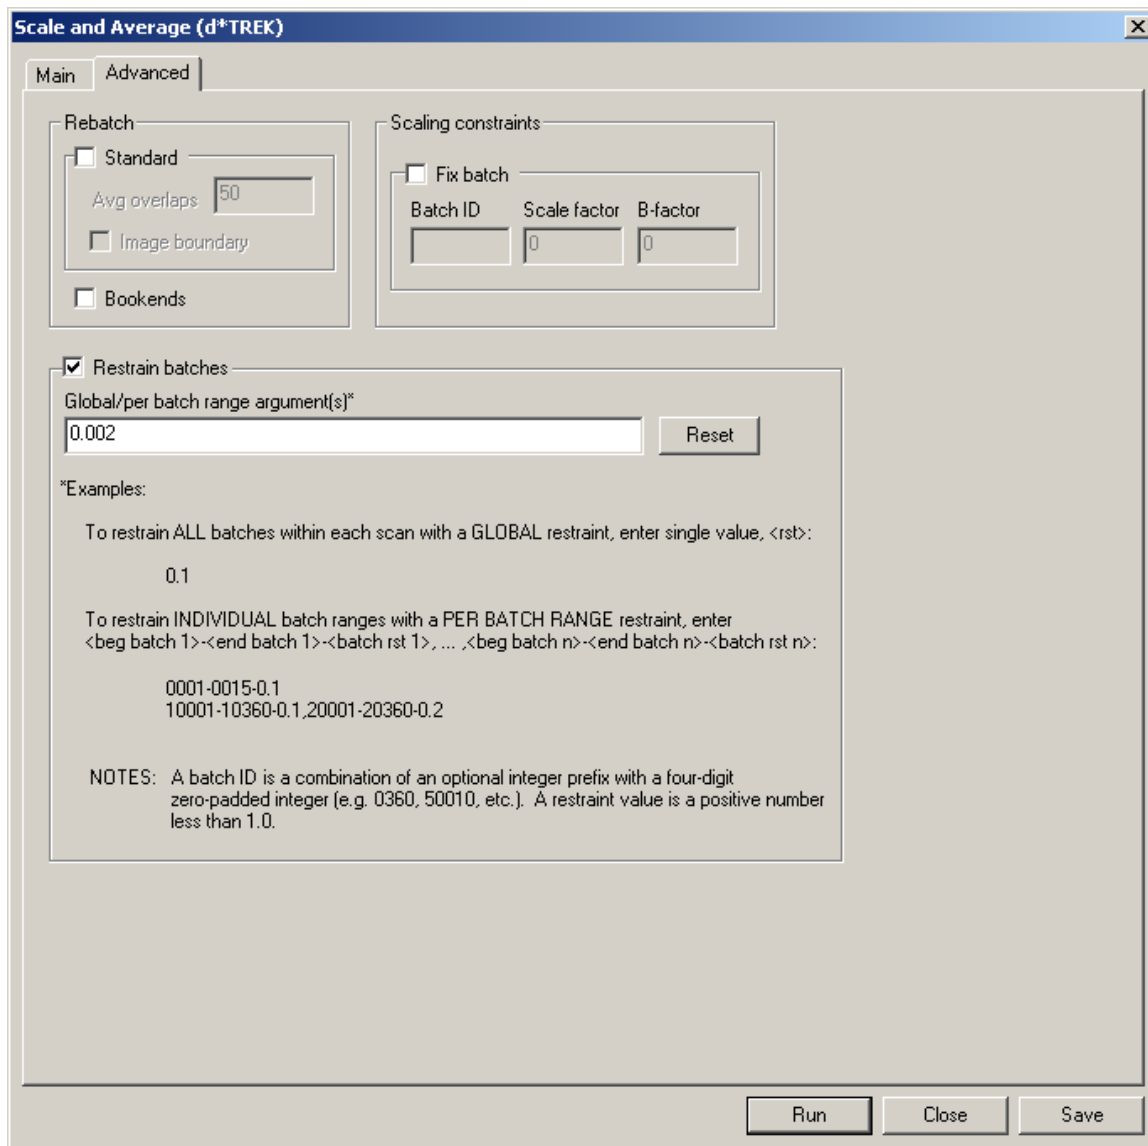 Scale and Average (d*TREK)
Main
Advanced
Rebatch
Standard
Avg overlaps
50
Image boundary
Bookends
Scaling constraints
Fix batch
Batch ID
Scale factor
B-factor
0
0
Restrain batches
Global/per batch range argument(s)*
0.002
Reset
*Examples:
To restrain ALL batches within each scan with a GLOBAL restraint, enter single value, <rst>:
0.1
To restrain INDIVIDUAL batch ranges with a PER BATCH RANGE restraint, enter
<beg batch 1>-<end batch 1>-<batch rst 1>, ... ,<beg batch n>-<end batch n>-<batch rst n>:
0001-0015-0.1
10001-10360-0.1,20001-20360-0.2
NOTES: A batch ID is a combination of an optional integer prefix with a four-digit
zero-padded integer (e.g. 0360, 50010, etc.). A restraint value is a positive number
less than 1.0.
Run
Close
Save